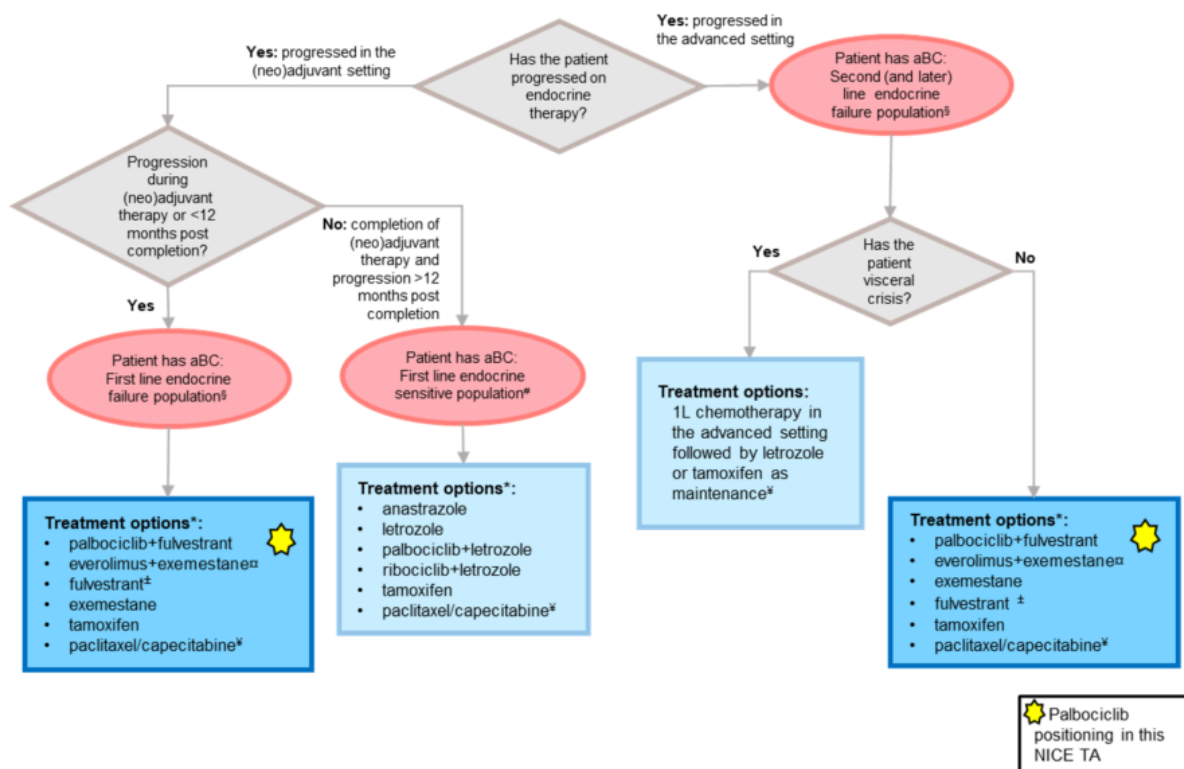 Yes: progressed in the
(neo)adjuvant setting
Has the patient
progressed on
endocrine
therapy?
Yes: progressed in
the advanced setting
Patient has aBC:
Second (and later)
line endocrine
failure population§
Progression
during
(neo)adjuvant
therapy or <12
months post
completion?
No: completion of
(neo)adjuvant
therapy and
progression >12
months post
completion
Yes
Has the
patient
visceral
crisis?
No
Yes
Patient has aBC:
First line endocrine
failure population§
Patient has aBC:
First line endocrine
sensitive population#
Treatment options:
1L chemotherapy in
the advanced setting
followed by letrozole
or tamoxifen as
maintenance¥
Treatment options*:
• palbociclib+fulvestrant
• everolimus+exemestane¤
• fulvestrant±
• exemestane
• tamoxifen
• paclitaxel/capecitabine¥
Treatment options*:
• anastrazole
• letrozole
• palbociclib+letrozole
• ribociclib+letrozole
• tamoxifen
• paclitaxel/capecitabine¥
Treatment options*:
• palbociclib+fulvestrant
• everolimus+exemestane¤
• exemestane
• fulvestrant ±
• tamoxifen
• paclitaxel/capecitabine¥
Palbociclib
positioning in this
NICE TA